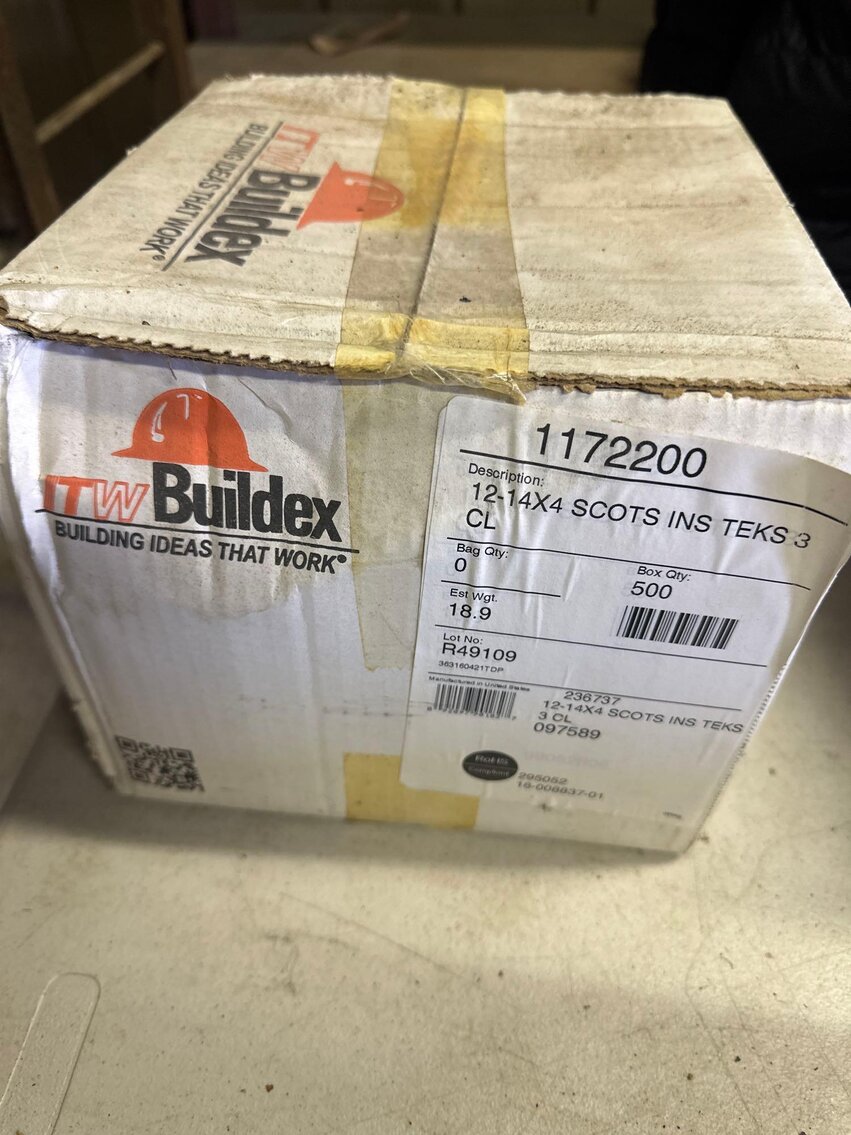 ITW Buildex
BUILDING IDEAS THAT WORK®
ITW Buildex
BUILDING IDEAS THAT WORK®
1172200
Description:
12-14X4 SCOTS INS TEKS 3
CL
Bag Qty:
0
Box Qty:
500
Est Wgt.
18.9
Lot No:
R49109
363160421TDP
Manufactured in United States
236737
12-14X4 SCOTS INS TEKS
3 CL
097589
RoHS
Compliant
295052
16-008837-01